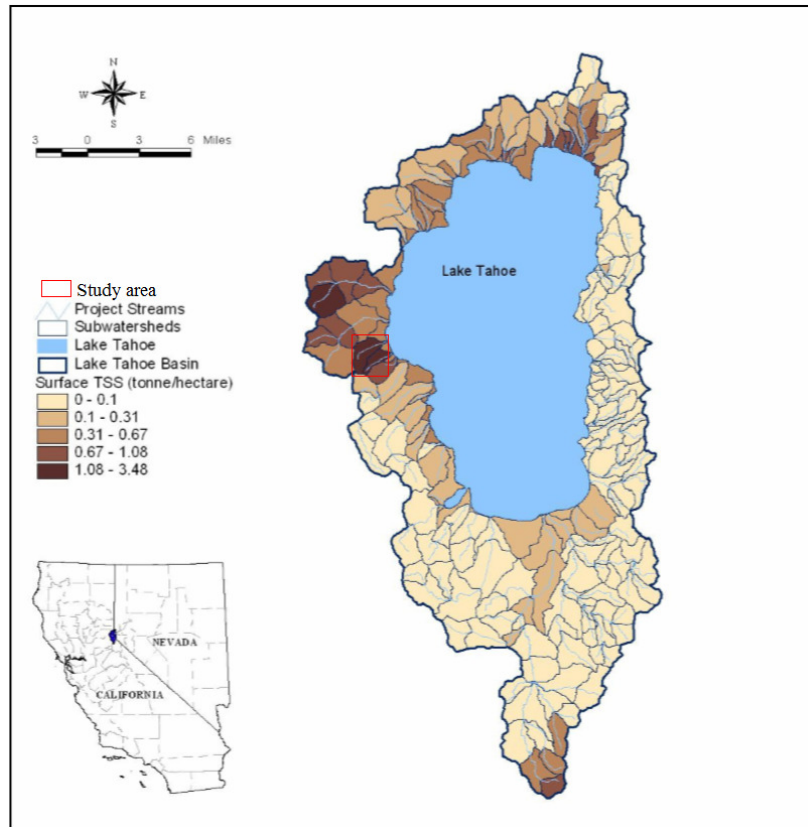 N
W E
S
3 0 3 6 Miles
Lake Tahoe
Study area
Project Streams
Subwatersheds
Lake Tahoe
Lake Tahoe Basin
Surface TSS (tonne/hectare)
0 - 0.1
0.1 - 0.31
0.31 - 0.67
0.67 - 1.08
1.08 - 3.48
NEVADA
CALIFORNIA